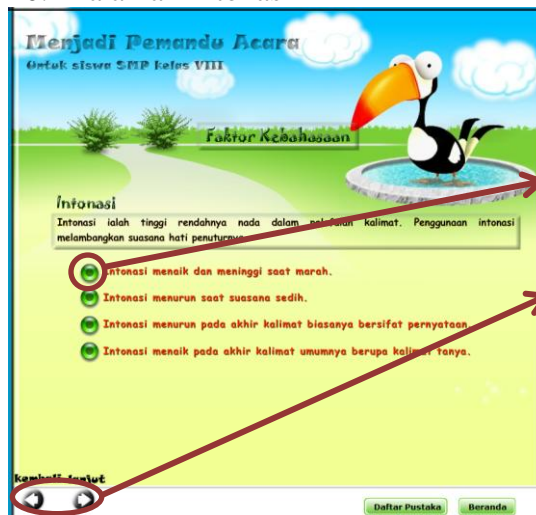 Menjadi Pemandu Acara
Untuk siswa SMP kelas VIII
Faktor Kebahasaan
Intonasi
Intonasi ialah tinggi rendahnya nada dalam pelafalan kalimat. Penggunaan intonasi
melambangkan suasana hati penuturnya.
Intonasi menaik dan meninggi saat marah.
Intonasi menurun saat suasana sedih.
Intonasi menurun pada akhir kalimat biasanya bersifat pernyataan.
Intonasi menaik pada akhir kalimat umumnya berupa kalimat tanya.
kembali lanjut
Daftar Pustaka Beranda